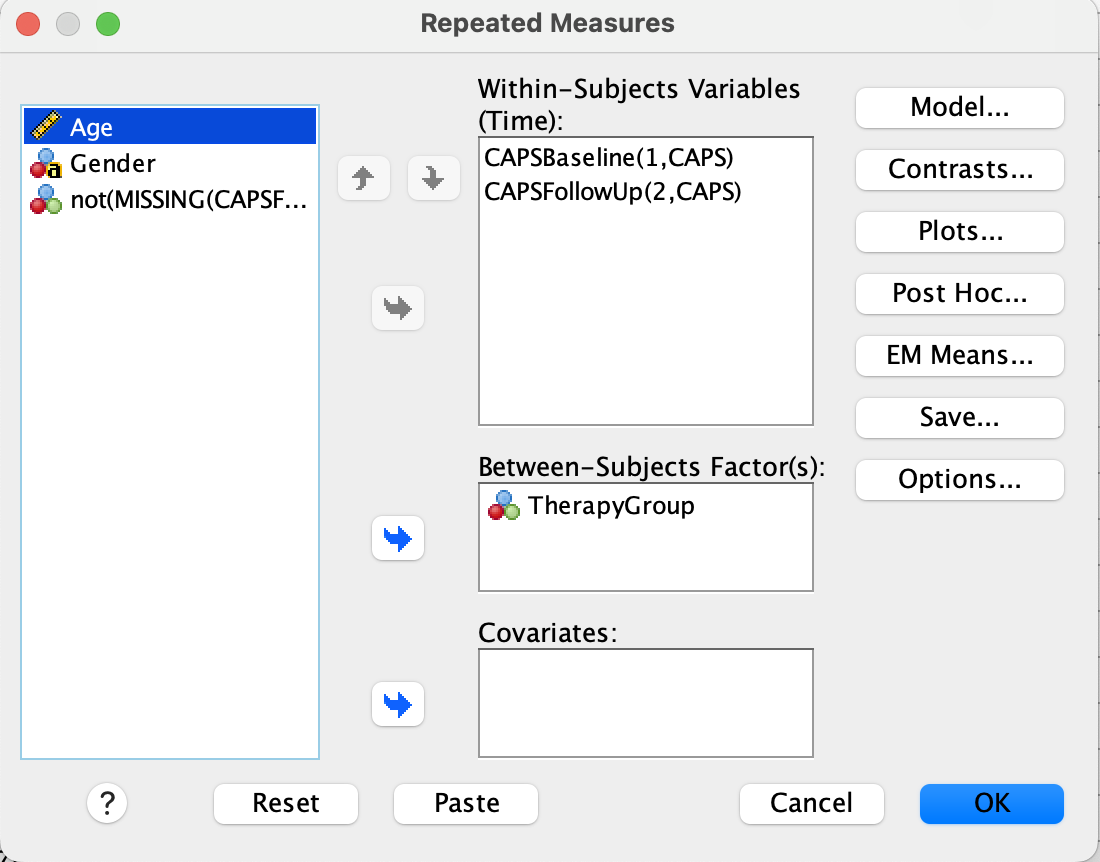 Repeated Measures
Age
Gender
not(MISSING(CAPSF...
Within-Subjects Variables
(Time):
CAPSBaseline(1,CAPS)
CAPSFollowUp(2,CAPS)
Between-Subjects Factor(s):
TherapyGroup
Covariates:
Model...
Contrasts...
Plots...
Post Hoc...
EM Means...
Save...
Options...
?
Reset
Paste
Cancel
OK